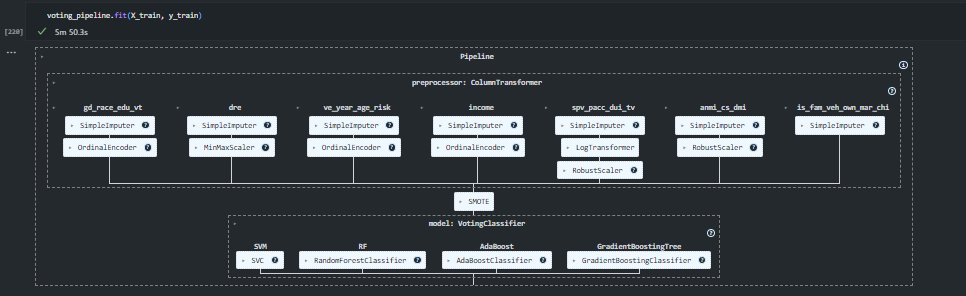 voting_pipeline.fit(X_train, y_train)
[220]
5m 50.3s
...
Pipeline
i
preprocessor: ColumnTransformer
?
gd_race_edu_vt dre ve_year_age_risk income spv_pacc_dui_tv anmi_cs_dmi is_fam_veh_own_mar_chi
SimpleImputer ? SimpleImputer ? SimpleImputer ? SimpleImputer ? SimpleImputer ? SimpleImputer ? SimpleImputer ?
OrdinalEncoder ? MinMaxScaler ? OrdinalEncoder ? OrdinalEncoder ? LogTransformer RobustScaler ?
RobustScaler ?
SMOTE
model: VotingClassifier
?
SVM RF AdaBoost GradientBoostingTree
SVC ? RandomForestClassifier ? AdaBoostClassifier ? GradientBoostingClassifier ?